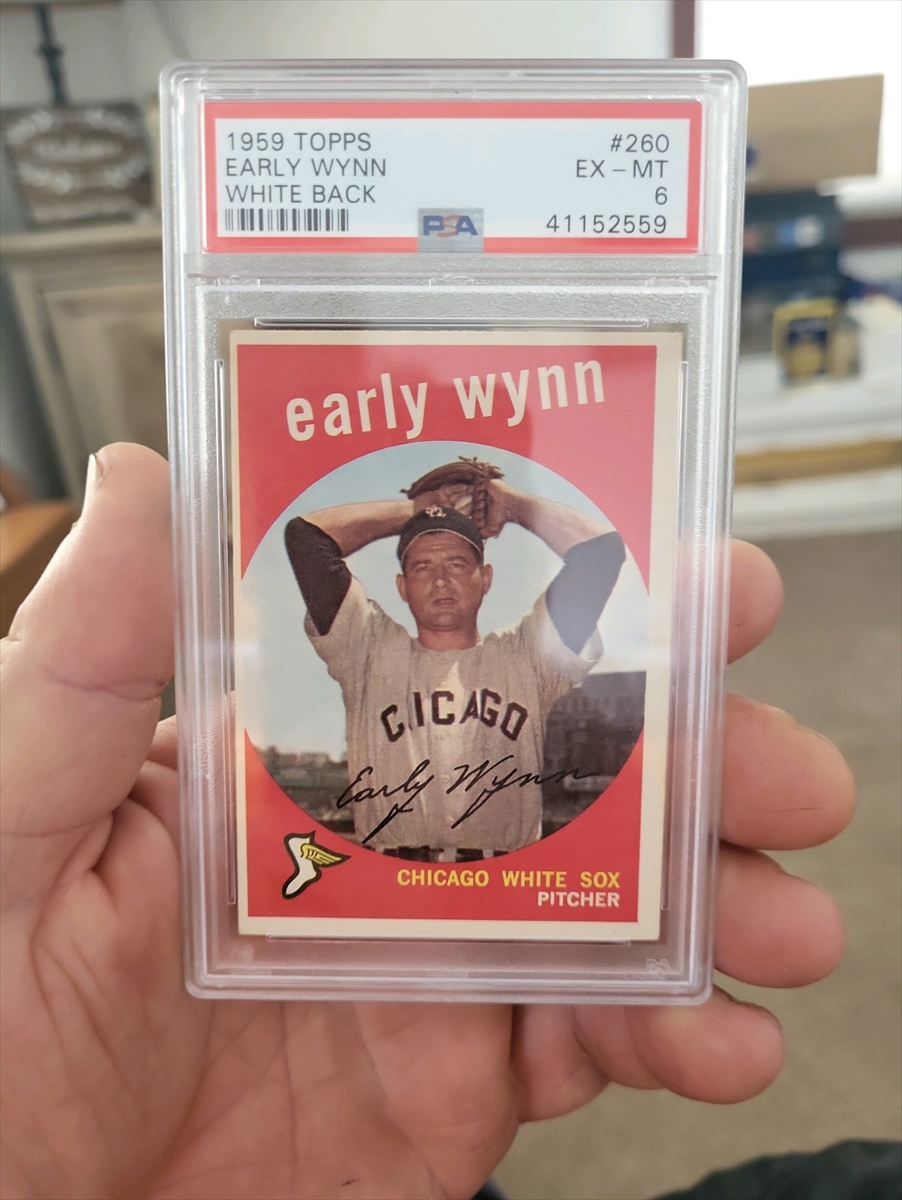 1959 TOPPS #260
EARLY WYNN EX - MT
WHITE BACK 6
PSA 41152559
early wynn
CHICAGO
Early Wynn
CHICAGO WHITE SOX
PITCHER